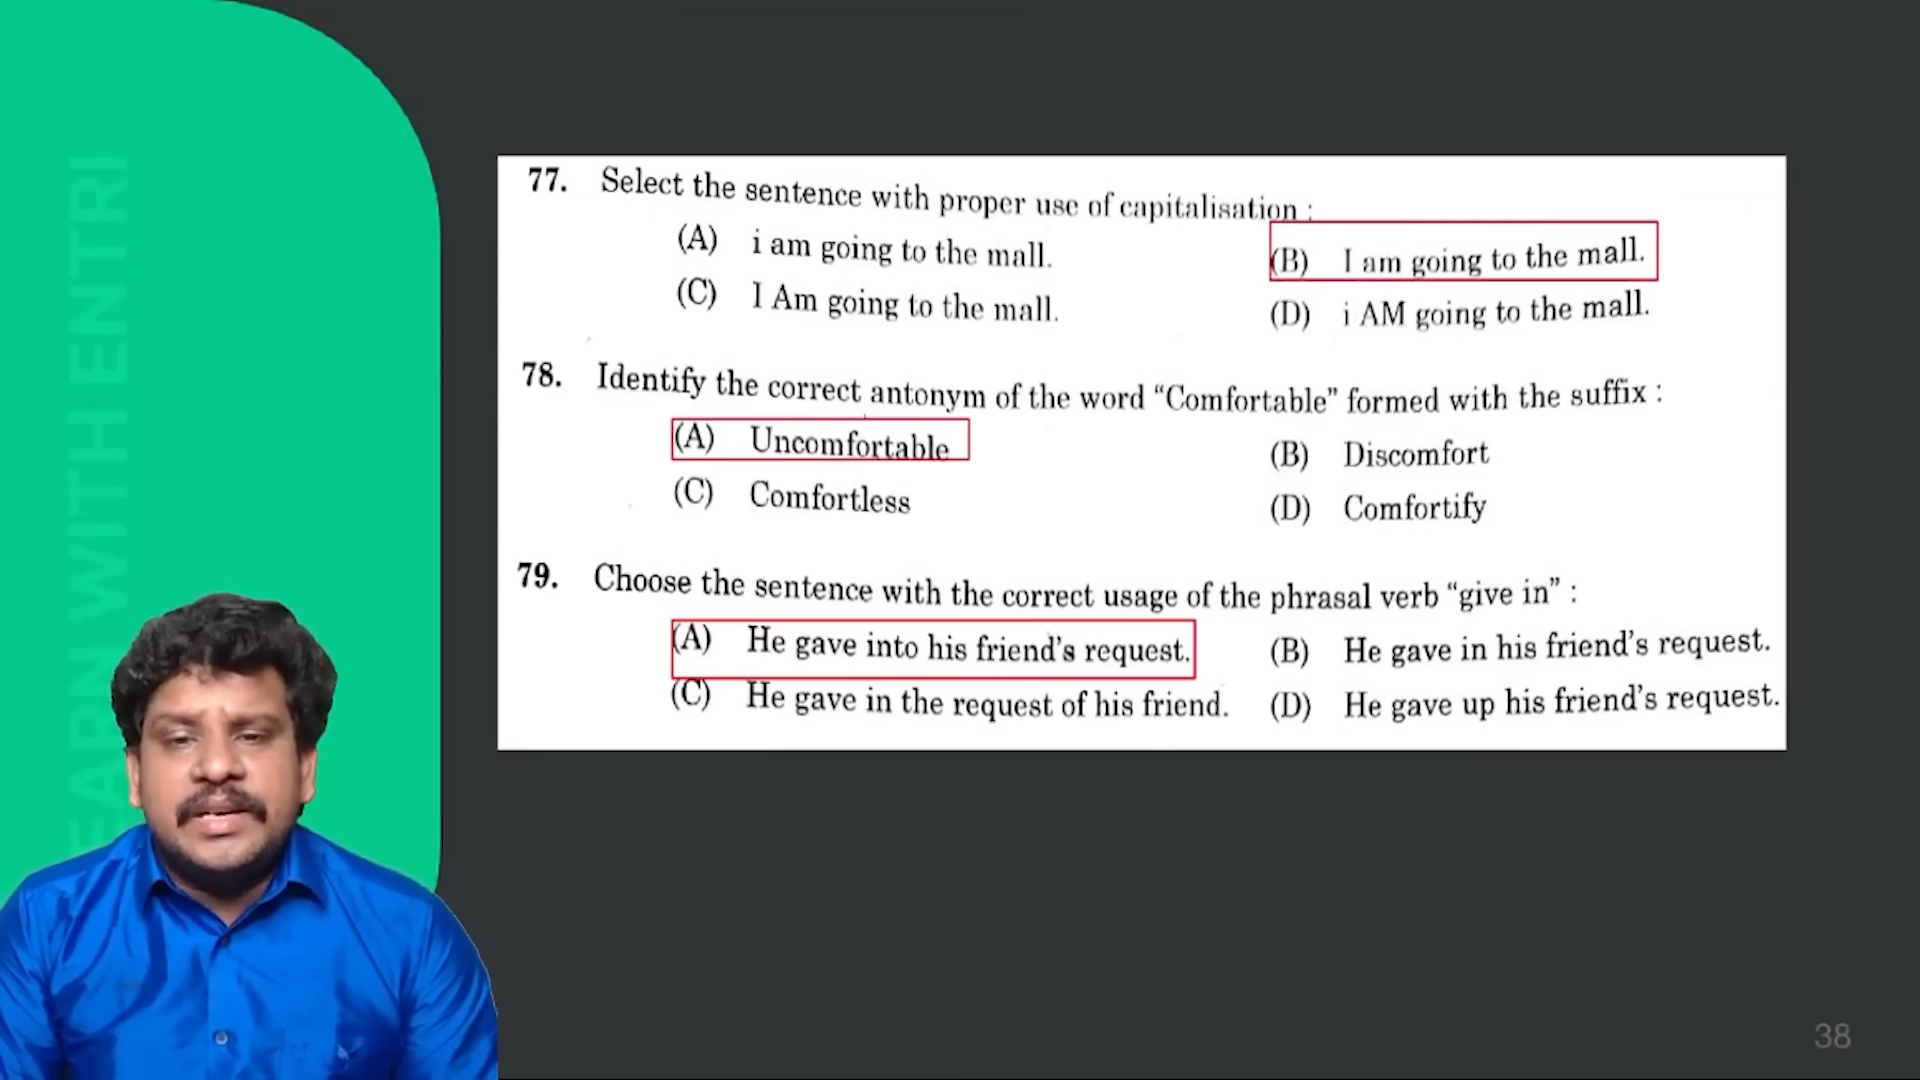 LEARN WITH ENTRI
77. Select the sentence with proper use of capitalisation :
(A) i am going to the mall. (B) I am going to the mall.
(C) I Am going to the mall. (D) i AM going to the mall.
78. Identify the correct antonym of the word “Comfortable” formed with the suffix :
(A) Uncomfortable (B) Discomfort
(C) Comfortless (D) Comfortify
79. Choose the sentence with the correct usage of the phrasal verb “give in” :
(A) He gave into his friend’s request. (B) He gave in his friend’s request.
(C) He gave in the request of his friend. (D) He gave up his friend’s request.
38